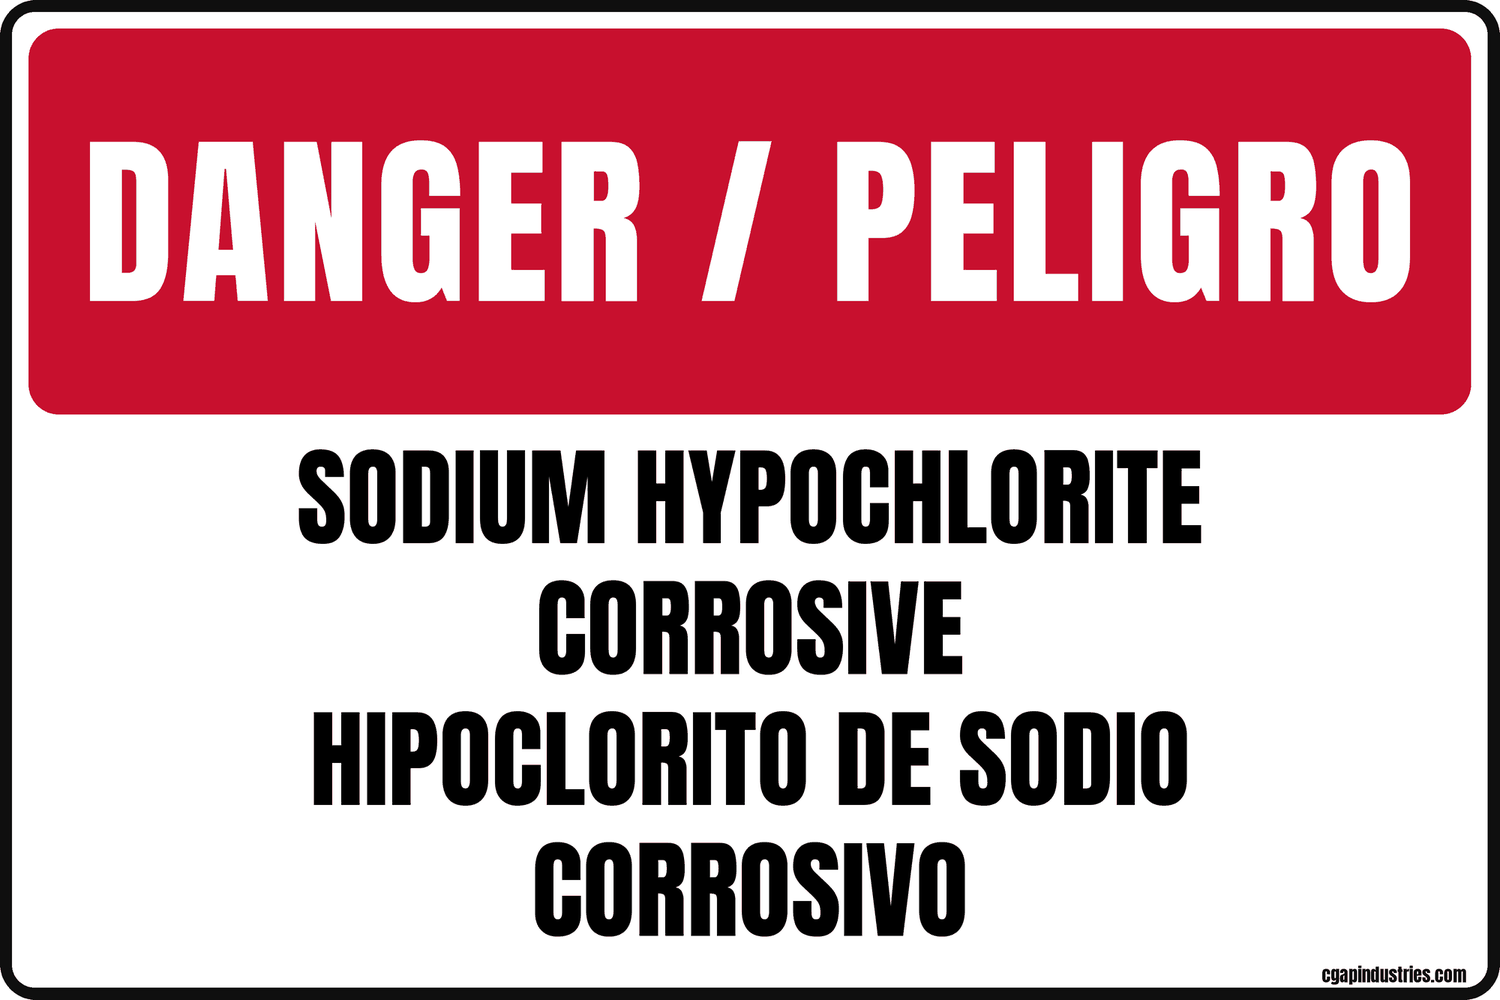 DANGER / PELIGRO
SODIUM HYPOCHLORITE
CORROSIVE
HIPOCLORITO DE SODIO
CORROSIVO
cgapindustries.com